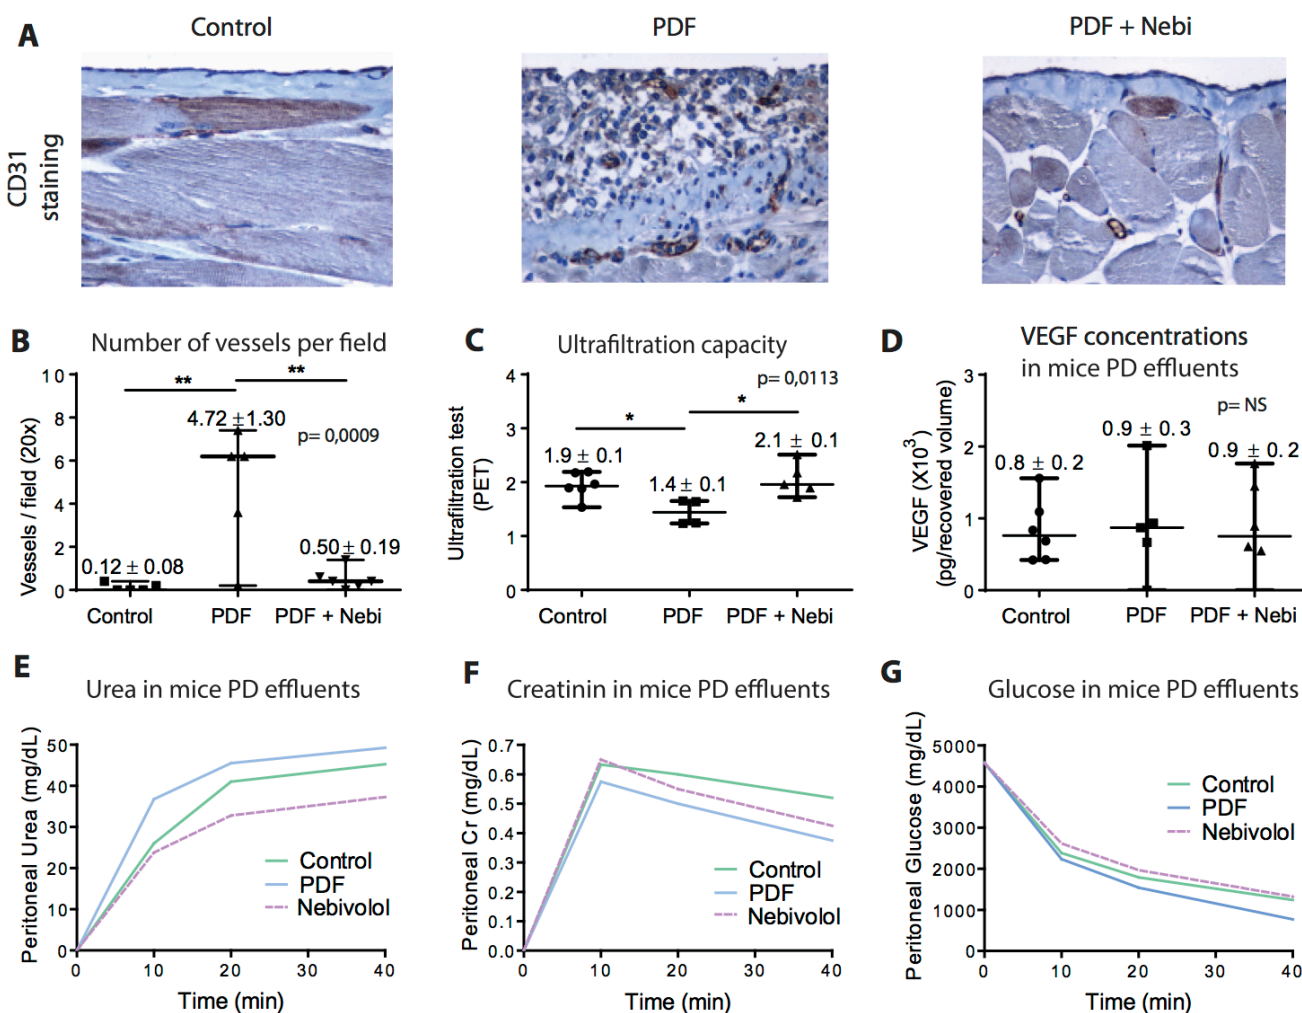 A
Control
PDF
PDF + Nebi
CD31
staining
B
Number of vessels per field
Vessels / field (20x)
10
8
6
4
2
0
**
**
4.72 ± 1.30
p= 0,0009
0.12 ± 0.08
0.50 ± 0.19
Control
PDF
PDF + Nebi
C
Ultrafiltration capacity
Ultrafiltration test
(PET)
4
3
2
1
0
p= 0,0113
*
*
1.9 ± 0.1
1.4 ± 0.1
2.1 ± 0.1
Control
PDF
PDF + Nebi
D
VEGF concentrations
in mice PD effluents
VEGF (X10³)
(pg/recovered volume)
3
2
1
0
p= NS
0.8 ± 0.2
0.9 ± 0.3
0.9 ± 0.2
Control
PDF
PDF + Nebi
E
Urea in mice PD effluents
Peritoneal Urea (mg/dL)
50
40
30
20
10
0
Control
PDF
Nebivolol
0
10
20
30
40
Time (min)
F
Creatinin in mice PD effluents
Peritoneal Cr (mg/dL)
0.7
0.6
0.5
0.4
0.3
0.2
0.1
0.0
Control
PDF
Nebivolol
0
10
20
30
40
Time (min)
G
Glucose in mice PD effluents
Peritoneal Glucose (mg/dL)
5000
4000
3000
2000
1000
0
Control
PDF
Nebivolol
0
10
20
30
40
Time (min)